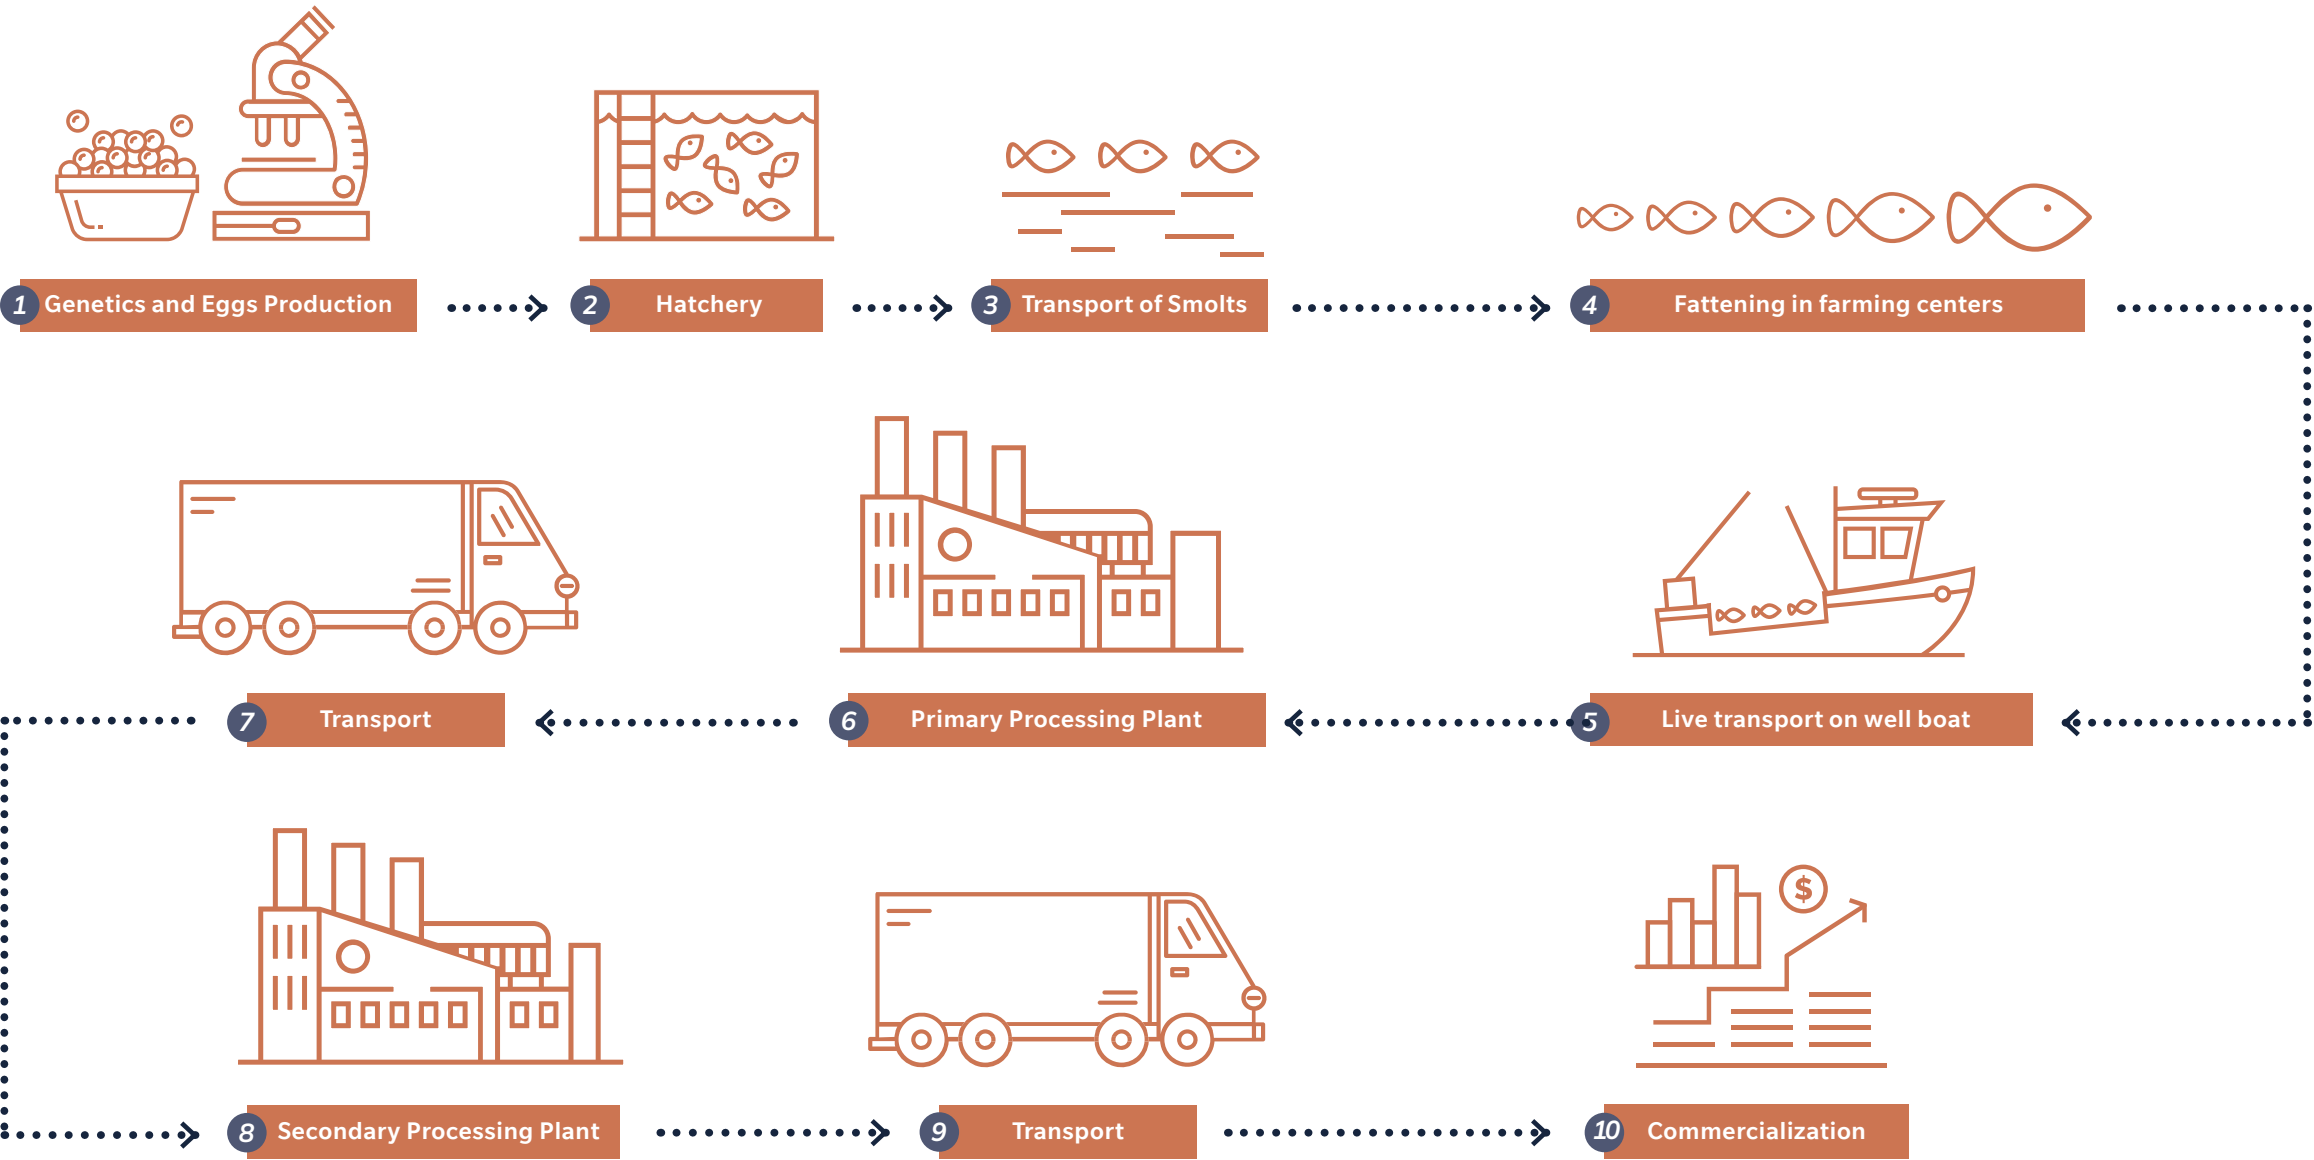 1 Genetics and Eggs Production
2 Hatchery
3 Transport of Smolts
4 Fattening in farming centers
5 Live transport on well boat
6 Primary Processing Plant
7 Transport
8 Secondary Processing Plant
9 Transport
$
10 Commercialization